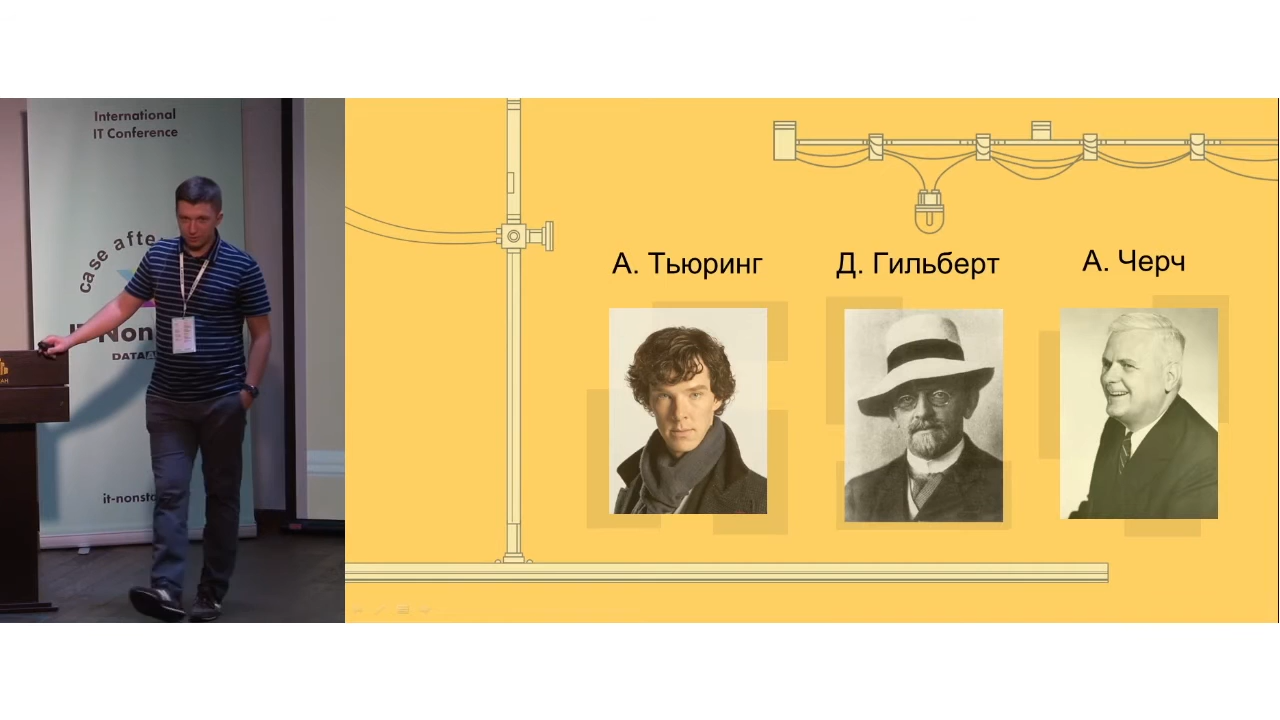 International
IT Conference
case afte
IT Non
DATA
it-nonst
А. Тьюринг
Д. Гильберт
А. Черч